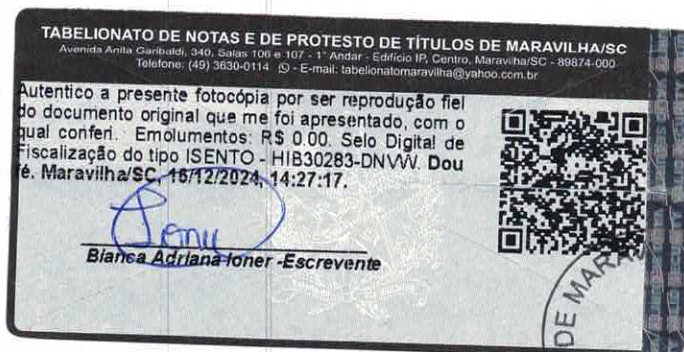 TABELIONATO DE NOTAS E DE PROTESTO DE TÍTULOS DE MARAVILHA/SC
Avenida Anita Garibaldi, 340, Salas 106 e 107 - 1° Andar - Edifício IP, Centro, Maravilha/SC - 89874-000
Telefone: (49) 3630-0114 - E-mail: tabelionatomaravilha@yahoo.com.br
Autentico a presente fotocópia por ser reprodução fiel
do documento original que me foi apresentado, com o
qual conferi. Emolumentos: R$ 0.00. Selo Digital de
Fiscalização do tipo ISENTO - HIB30283-DNVW. Dou
fé. Maravilha/SC, 16/12/2024, 14:27:17.
Bianca Adriana Ioner -Escrevente
DE MARA